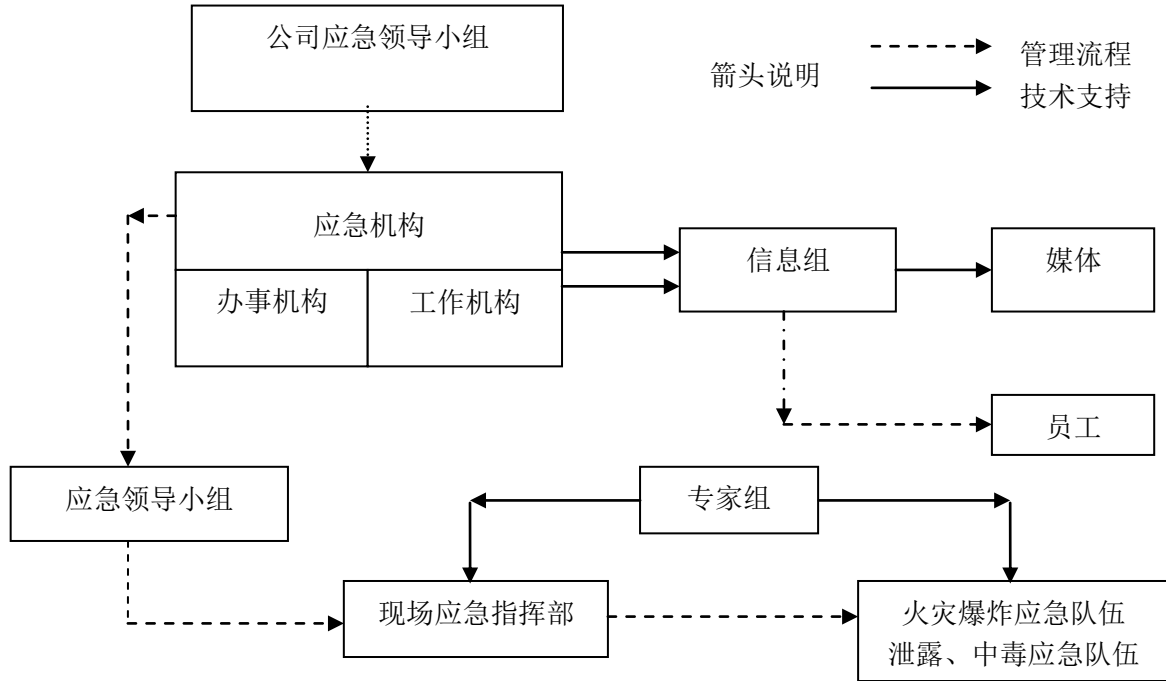 公司应急领导小组
箭头说明
管理流程
技术支持
应急机构
办事机构
工作机构
信息组
媒体
员工
应急领导小组
专家组
现场应急指挥部
火灾爆炸应急队伍
泄露、中毒应急队伍